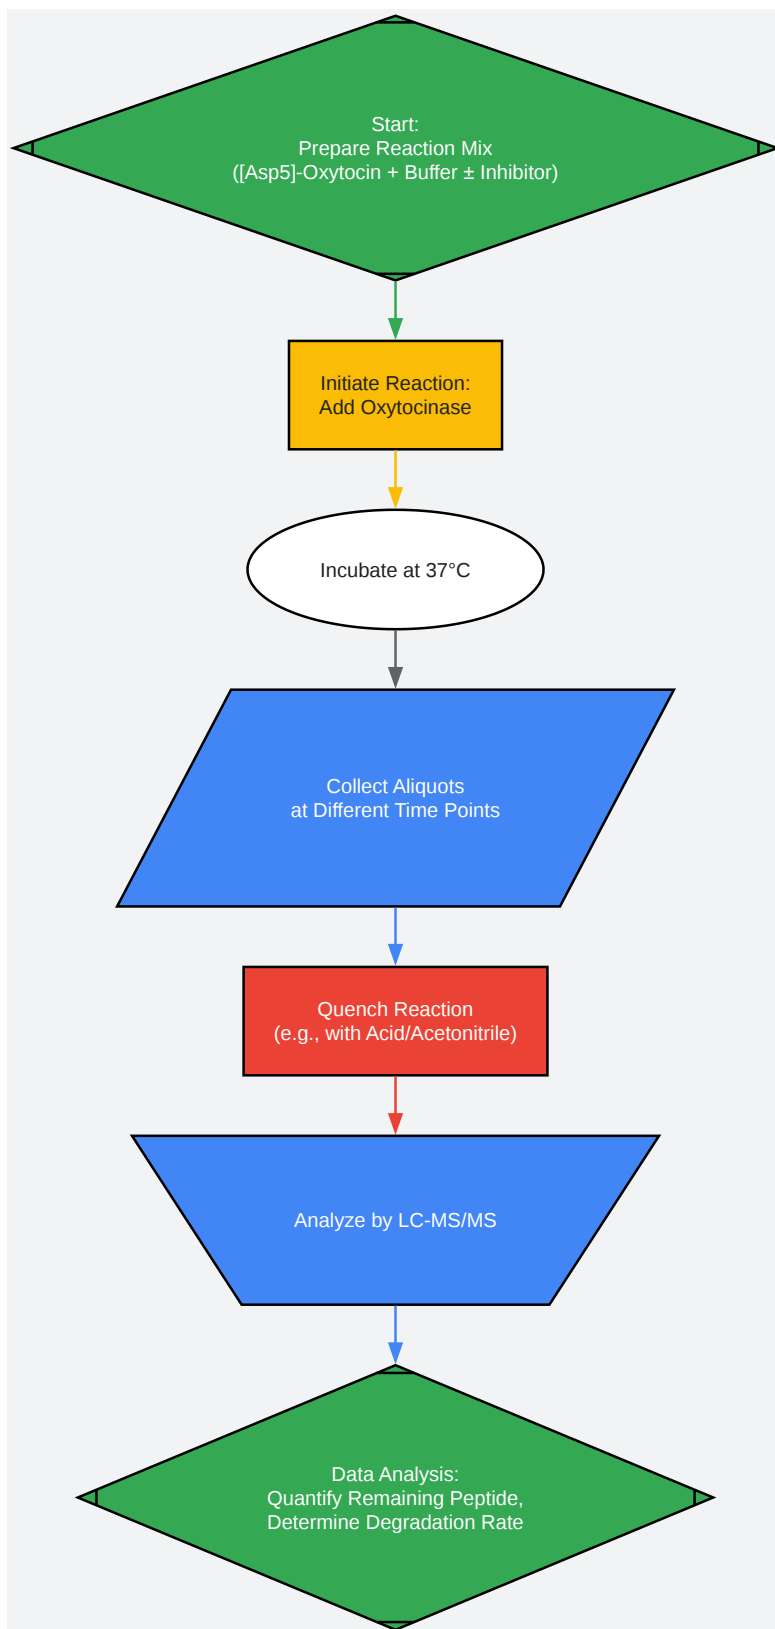 Start:
Prepare Reaction Mix
([Asp5]-Oxytocin + Buffer ± Inhibitor)
Initiate Reaction:
Add Oxytocinase
Incubate at 37°C
Collect Aliquots
at Different Time Points
Quench Reaction
(e.g., with Acid/Acetonitrile)
Analyze by LC-MS/MS
Data Analysis:
Quantify Remaining Peptide,
Determine Degradation Rate